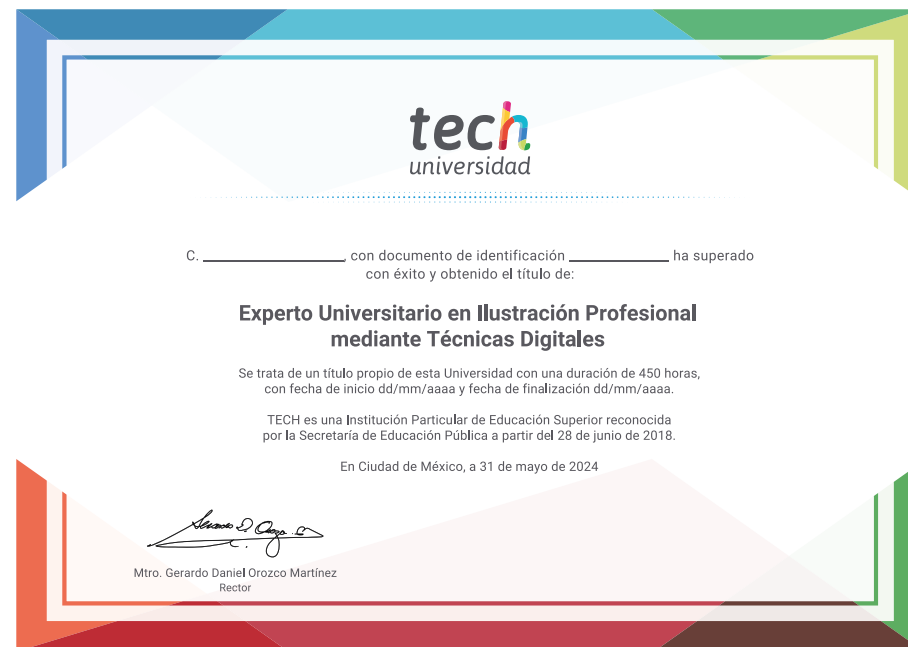 tech
universidad
C. ____________, con documento de identificación ____________ ha superado
con éxito y obtenido el título de:
Experto Universitario en Ilustración Profesional
mediante Técnicas Digitales
Se trata de un título propio de esta Universidad con una duración de 450 horas,
con fecha de inicio dd/mm/aaaa y fecha de finalización dd/mm/aaaa.
TECH es una Institución Particular de Educación Superior reconocida
por la Secretaría de Educación Pública a partir del 28 de junio de 2018.
En Ciudad de México, a 31 de mayo de 2024
Mtro. Gerardo Daniel Orozco Martínez
Rector